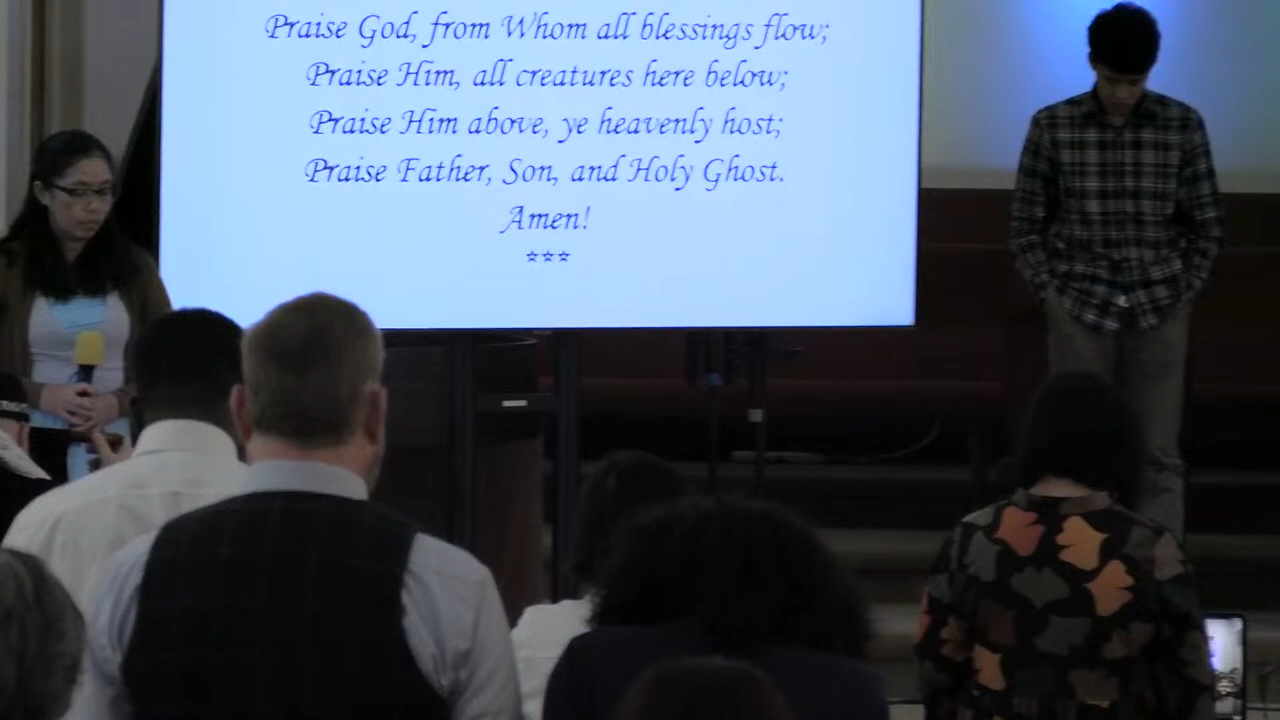 Praise God, from Whom all blessings flow;
Praise Him, all creatures here below;
Praise Him above, ye heavenly host;
Praise Father, Son, and Holy Ghost.
Amen!
***